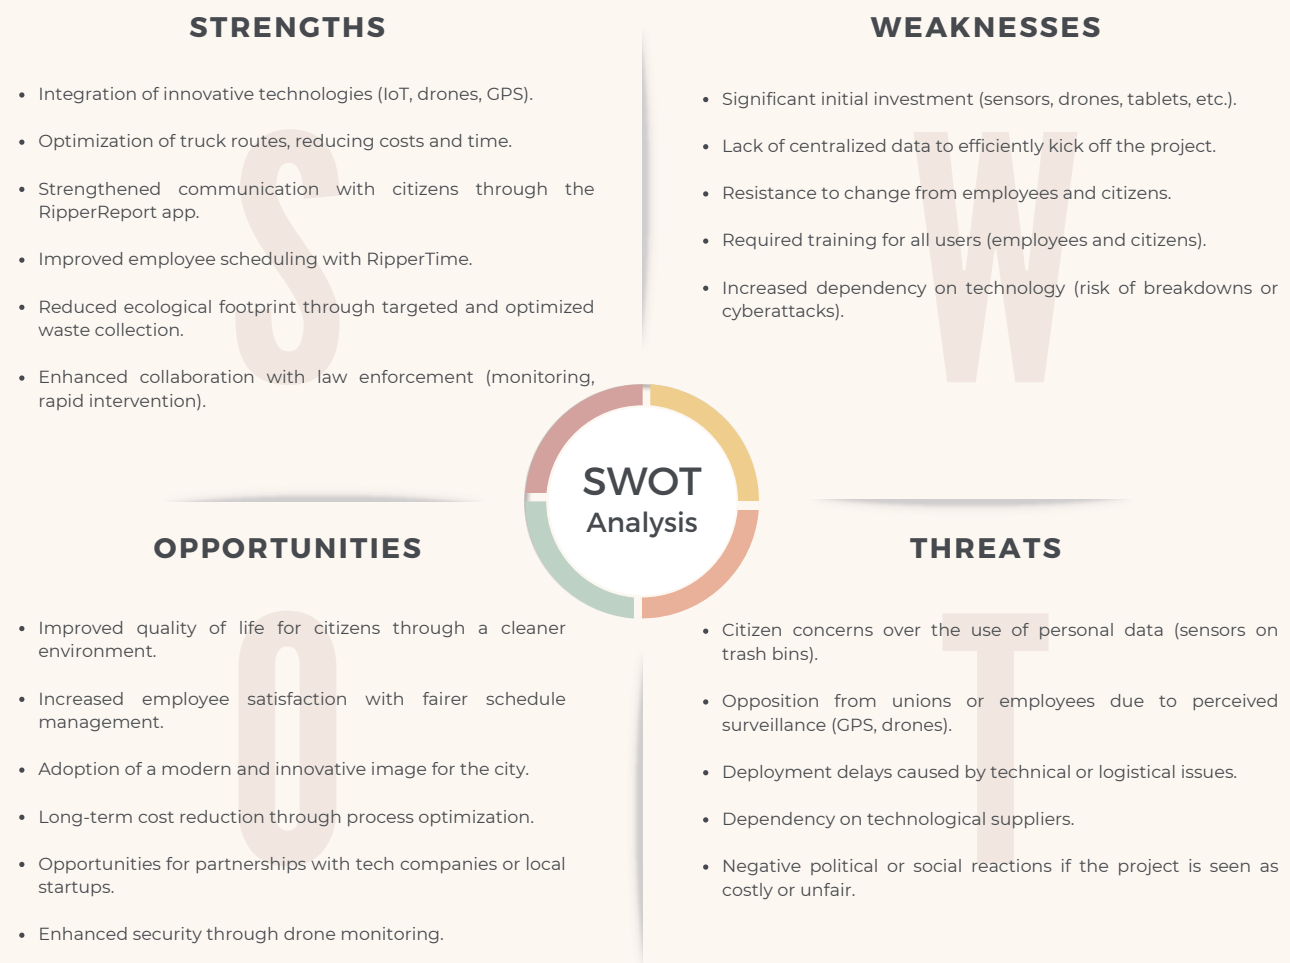 STRENGTHS
• Integration of innovative technologies (IoT, drones, GPS).
• Optimization of truck routes, reducing costs and time.
• Strengthened communication with citizens through the
RipperReport app.
• Improved employee scheduling with RipperTime.
• Reduced ecological footprint through targeted and optimized
waste collection.
• Enhanced collaboration with law enforcement (monitoring,
rapid intervention).
S
WEAKNESSES
• Significant initial investment (sensors, drones, tablets, etc.).
• Lack of centralized data to efficiently kick off the project.
• Resistance to change from employees and citizens.
• Required training for all users (employees and citizens).
• Increased dependency on technology (risk of breakdowns or
cyberattacks).
W
SWOT
Analysis
OPPORTUNITIES
• Improved quality of life for citizens through a cleaner
environment.
• Increased employee satisfaction with fairer schedule
management.
• Adoption of a modern and innovative image for the city.
• Long-term cost reduction through process optimization.
• Opportunities for partnerships with tech companies or local
startups.
• Enhanced security through drone monitoring.
O
THREATS
• Citizen concerns over the use of personal data (sensors on
trash bins).
• Opposition from unions or employees due to perceived
surveillance (GPS, drones).
• Deployment delays caused by technical or logistical issues.
• Dependency on technological suppliers.
• Negative political or social reactions if the project is seen as
costly or unfair.
T